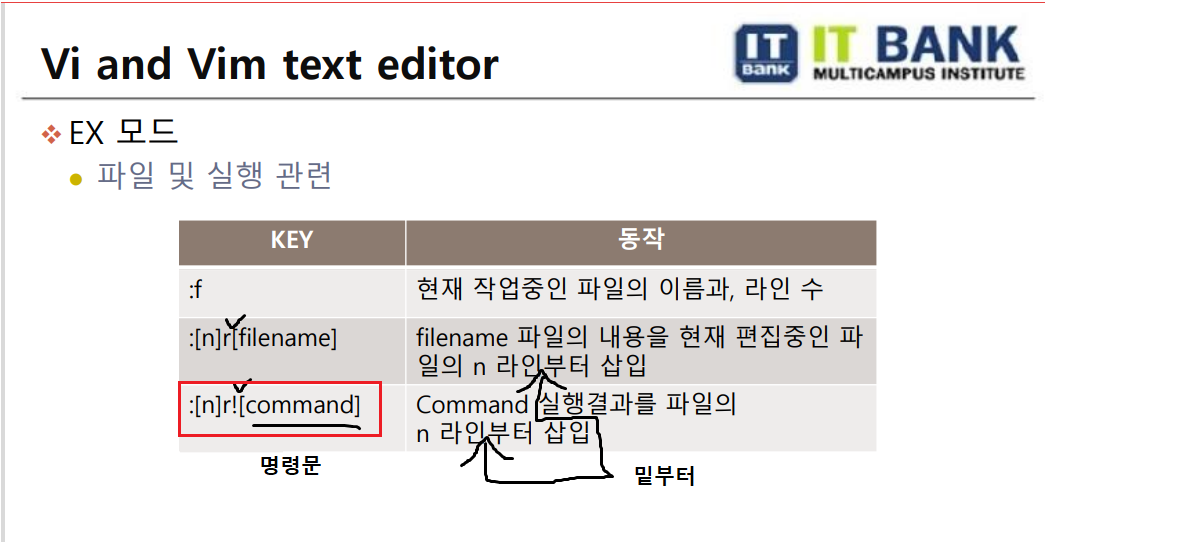 Vi and Vim text editor
IT BANK
IT BANK
MULTICAMPUS INSTITUTE
EX 모드
파일 및 실행 관련
KEY 동작
:f 현재 작업중인 파일의 이름과, 라인 수
:[n]r[filename] filename 파일의 내용을 현재 편집중인 파
일의 n 라인부터 삽입
:[n]r![command] Command 실행결과를 파일의
n 라인부터 삽입
명령문 밑부터